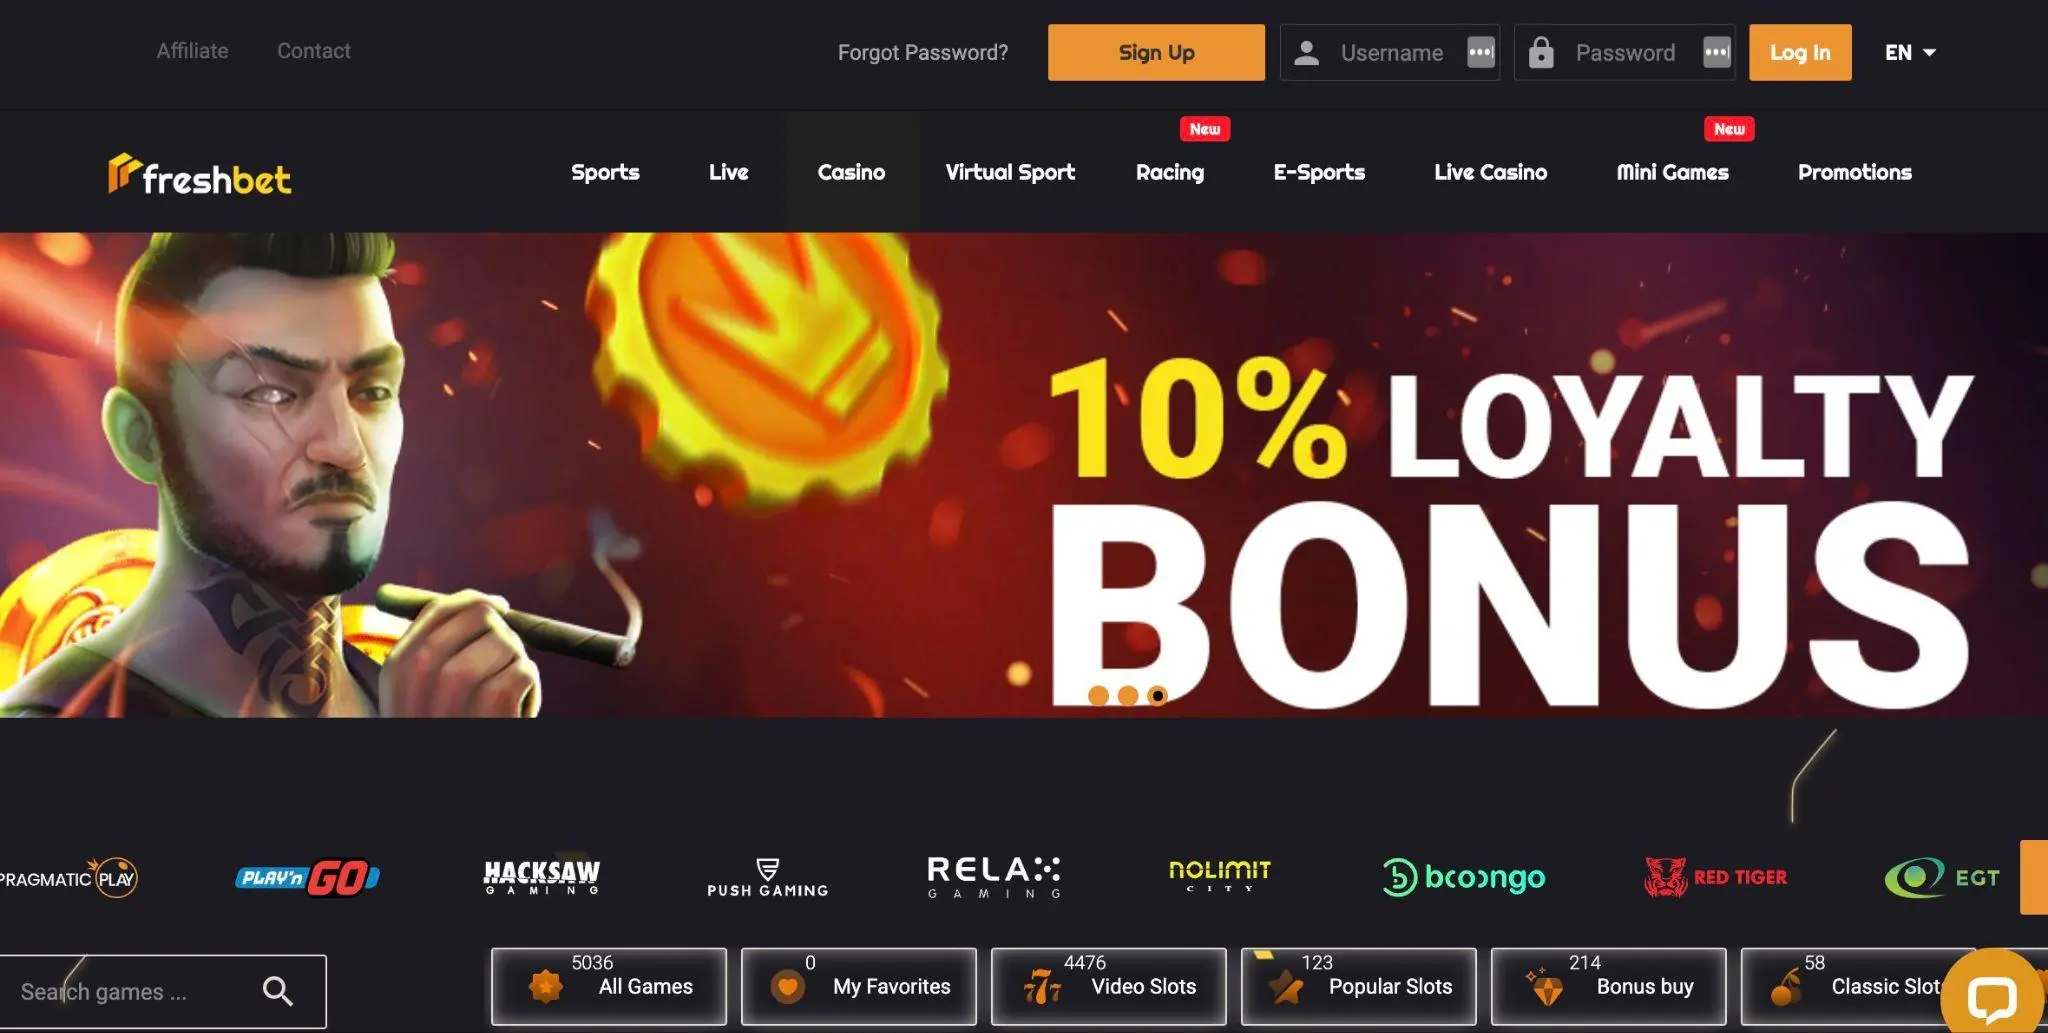 Affiliate Contact Forgot Password? Sign Up Username Password Log In EN
New New
freshbet Sports Live Casino Virtual Sport Racing E-Sports Live Casino Mini Games Promotions
10% LOYALTY
BONUS
PRAGMATIC PLAY PLAY'n GO HACKSAW GAMING PUSH GAMING RELAX GAMING NOLIMIT CITY booongo RED TIGER EGT
5036 0 4476 123 214 58
Search games ... All Games My Favorites 777 Video Slots Popular Slots Bonus buy Classic Slots